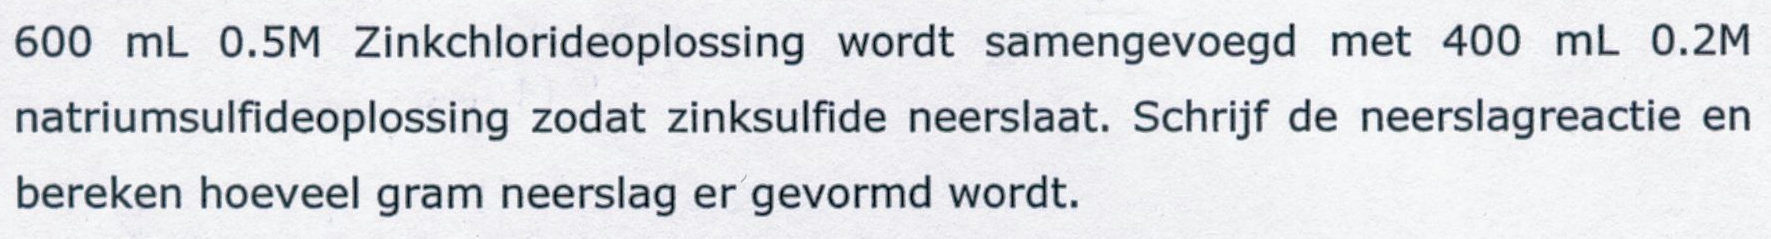 600 mL 0.5M Zinkchlorideoplossing wordt samengevoegd met 400 mL 0.2M
natriumsulfideoplossing zodat zinksulfide neerslaat. Schrijf de neerslagreactie en
bereken hoeveel gram neerslag er gevormd wordt.